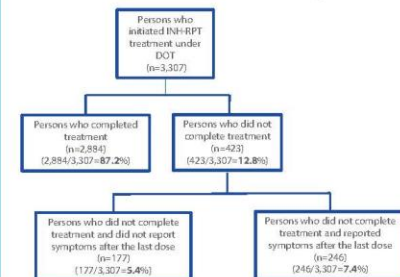 Persons who
initiated INH-RPT
treatment under
DOT
(n=3,307)
Persons who completed
treatment
(n=2,884)
(2,884/3,307=87.2%)
Persons who did not
complete treatment
(n=423)
(423/3,307=12.8%)
Persons who did not complete
treatment and did not report
symptoms after the last dose
(n=177)
(177/3,307=5.4%)
Persons who did not complete
treatment and reported
symptoms after the last dose
(n=246)
(246/3,307=7.4%)